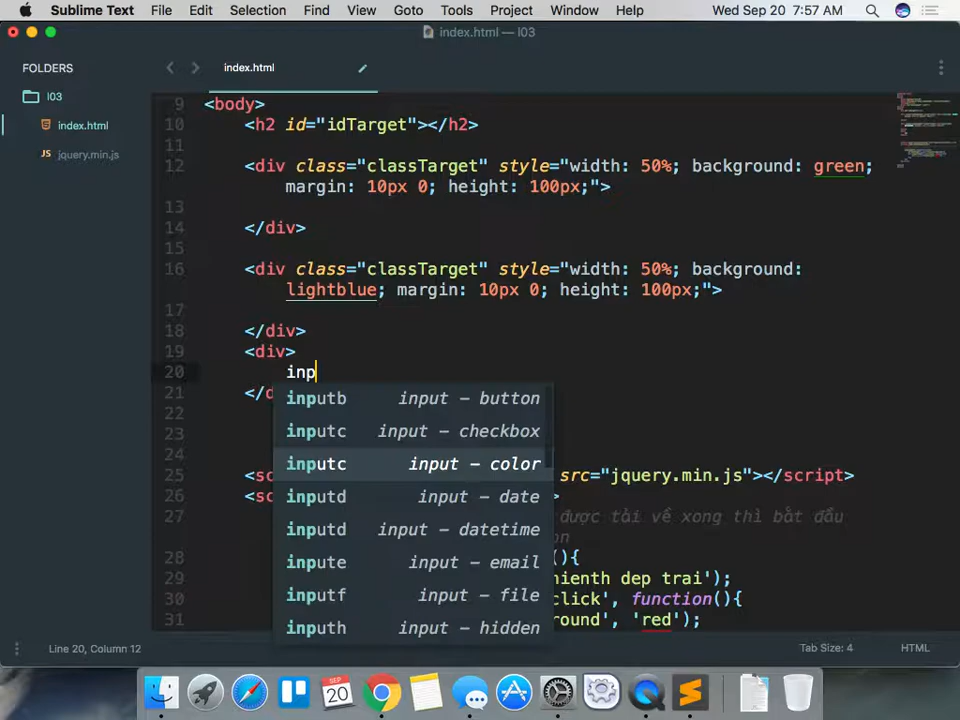 Sublime Text File Edit Selection Find View Goto Tools Project Window Help Wed Sep 20 7:57 AM
index.html — l03
FOLDERS
l03
index.html
JS jquery.min.js
index.html
9 <body>
10 <h2 id="idTarget"></h2>
11
12 <div class="classTarget" style="width: 50%; background: green;
margin: 10px 0; height: 100px;">
13
14 </div>
15
16 <div class="classTarget" style="width: 50%; background:
lightblue; margin: 10px 0; height: 100px;">
17
18 </div>
19 <div>
20 inp
21 </d
22
23
25 <sc src="jquery.min.js"></script>
26 <sc >
27 được tải về xong thì bắt đầu
on
28 (){
29 hienth dep trai');
30 click', function(){
31 round', 'red');
inputb input – button
inputc input – checkbox
inputc input – color
inputd input – date
inputd input – datetime
inpute input – email
inputf input – file
inputh input – hidden
Line 20, Column 12 Tab Size: 4 HTML
SEP
20